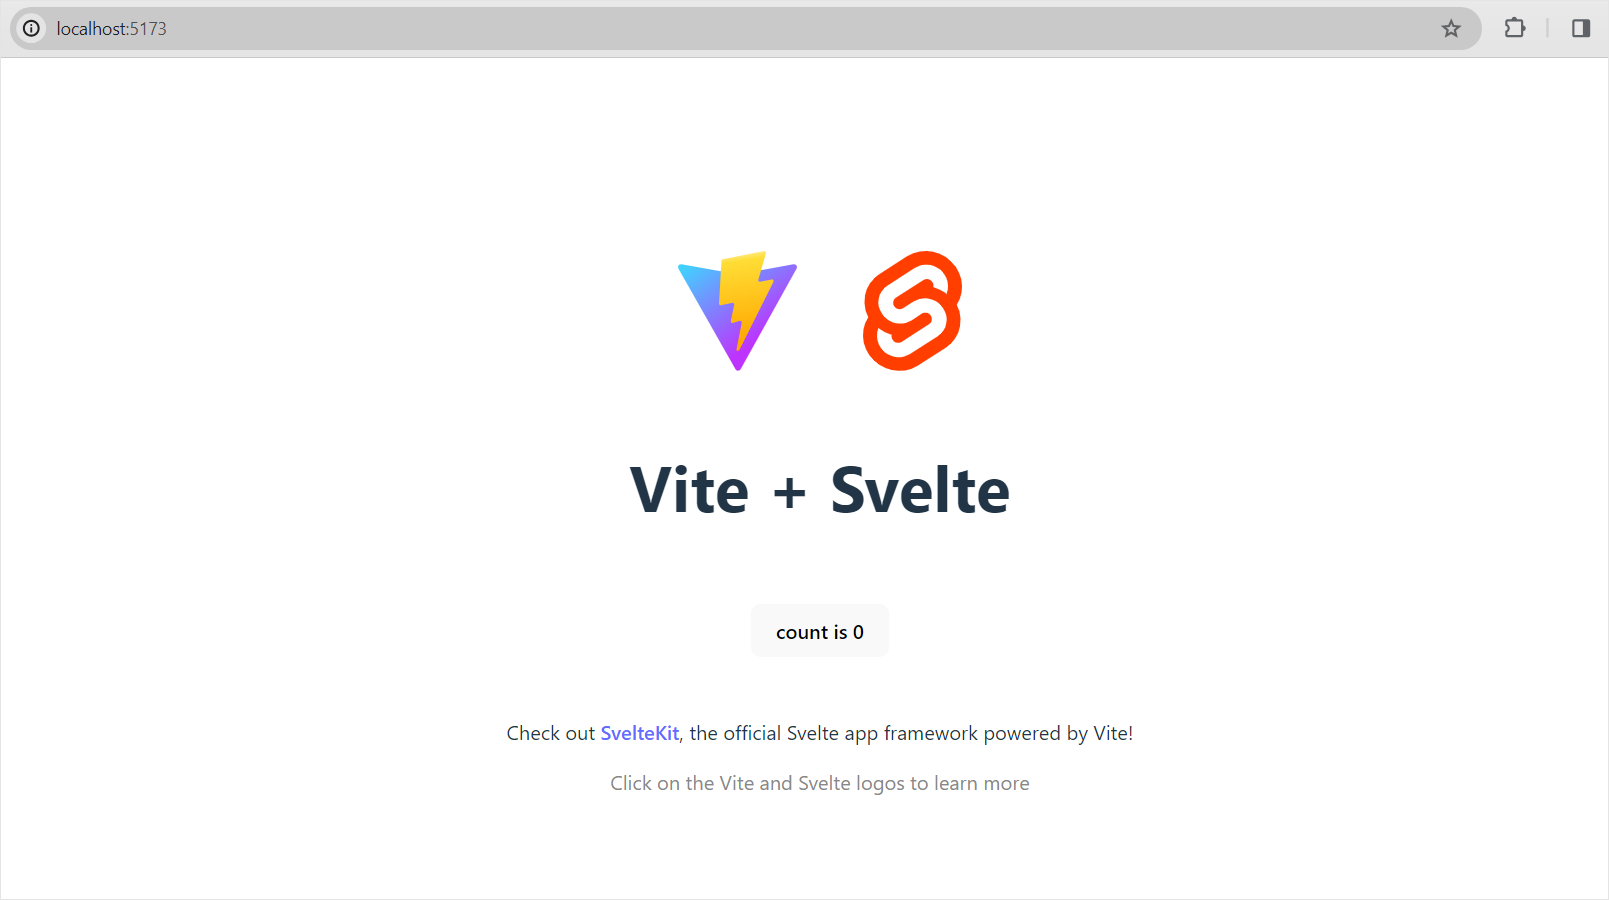 localhost:5173
Vite + Svelte
count is 0
Check out SvelteKit, the official Svelte app framework powered by Vite!
Click on the Vite and Svelte logos to learn more